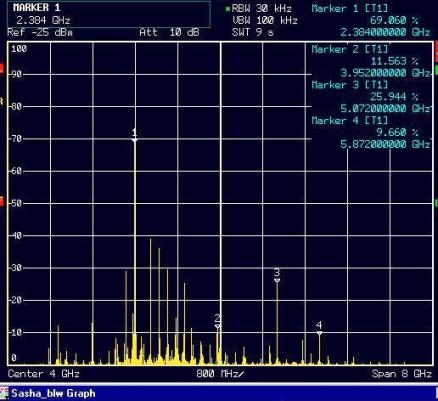 MARKER 1
2.384 GHz
RBW 30 kHz
VBW 100 kHz
SWT 9 s
Ref -25 dBm
Att 10 dB
Marker 1 [T1]
69.060 %
2.384000000 GHz
100
Marker 2 [T1]
11.563 %
3.952000000 GHz
Marker 3 [T1]
25.944 %
5.072000000 GHz
Marker 4 [T1]
9.660 %
5.872000000 GHz
90
80
70
1
60
50
40
30
3
20
2
4
10
0
Center 4 GHz
800 MHz/
Span 8 GHz
Sasha_blw Graph